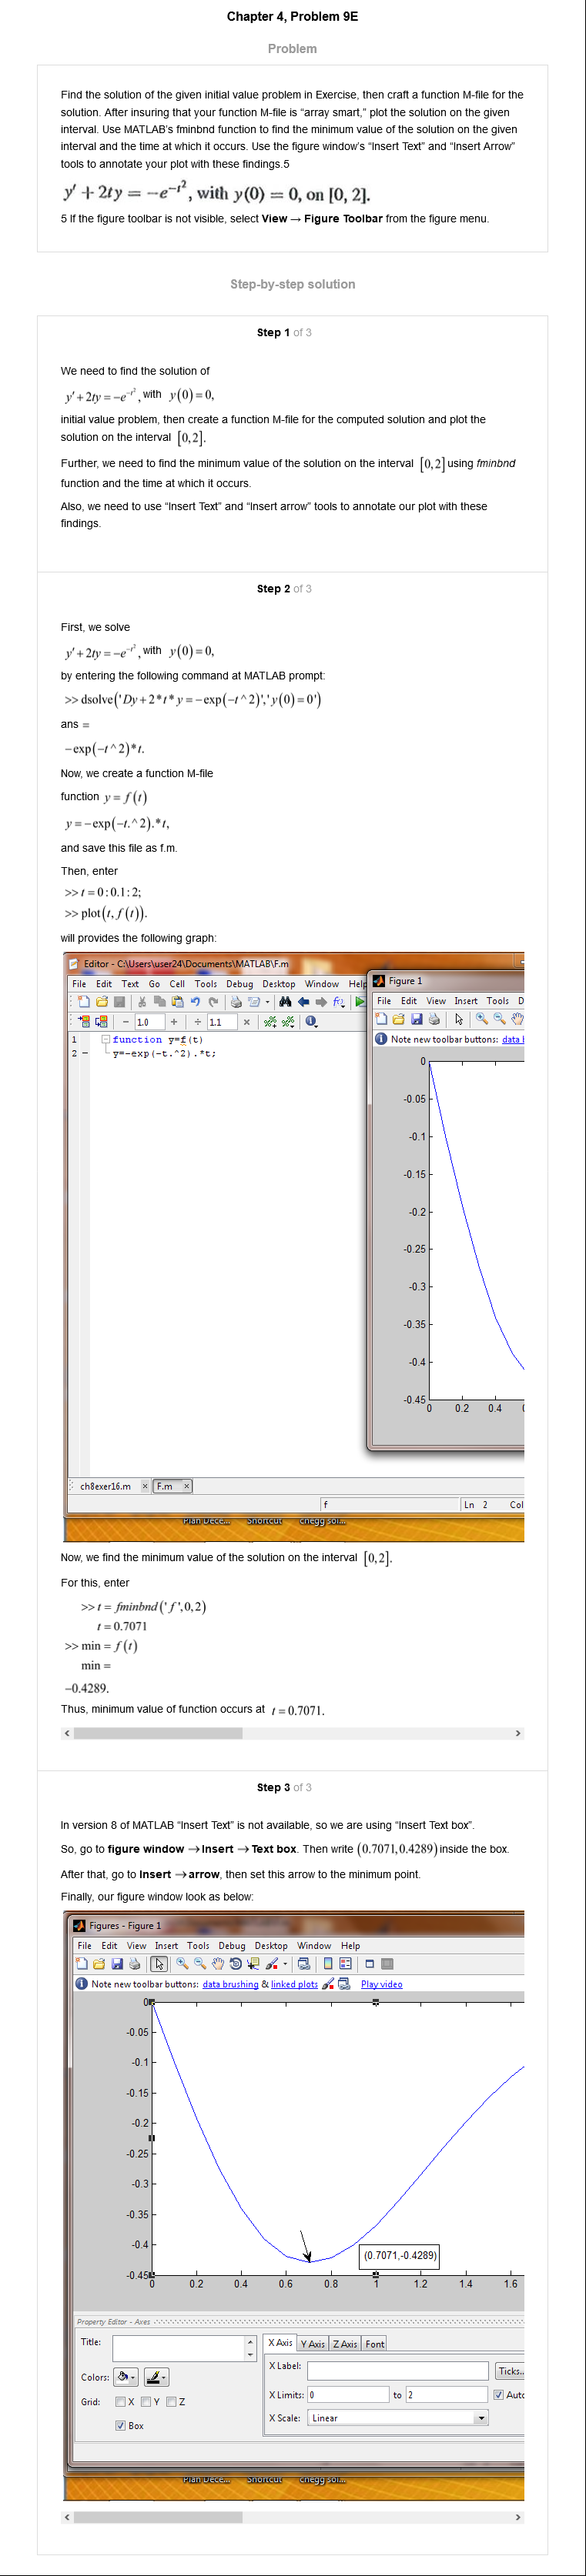 Chapter 4, Problem 9E
Problem
Find the solution of the given initial value problem in Exercise, then craft a function M-file for the
solution. After insuring that your function M-file is “array smart,” plot the solution on the given
interval. Use MATLAB’s fminbnd function to find the minimum value of the solution on the given
interval and the time at which it occurs. Use the figure window’s “Insert Text” and “Insert Arrow”
tools to annotate your plot with these findings.5
y′ + 2ty = −e^{−t²}, with y(0) = 0, on [0, 2].
5 If the figure toolbar is not visible, select View → Figure Toolbar from the figure menu.
Step-by-step solution
Step 1 of 3
We need to find the solution of
y′ + 2ty = −e^{−t²}, with y(0) = 0,
initial value problem, then create a function M-file for the computed solution and plot the
solution on the interval [0,2].
Further, we need to find the minimum value of the solution on the interval [0,2] using fminbnd
function and the time at which it occurs.
Also, we need to use “Insert Text” and “Insert arrow” tools to annotate our plot with these
findings.
Step 2 of 3
First, we solve
y′ + 2ty = −e^{−t²}, with y(0) = 0,
by entering the following command at MATLAB prompt:
>> dsolve('Dy+2*t*y=−exp(−t^2)','y(0)=0')
ans =
−exp(−t^2)*t.
Now, we create a function M-file
function y = f(t)
y = −exp(−t.^2).*t,
and save this file as f.m.
Then, enter
>> t = 0:0.1:2;
>> plot(t, f(t)).
will provides the following graph:
Editor - C:\Users\user24\Documents\MATLAB\F.m
File Edit Text Go Cell Tools Debug Desktop Window Help
− 1.0 + ÷ 1.1 ×
1 function y=f(t)
2 − y=-exp(-t.^2).*t;
Figure 1
File Edit View Insert Tools D
Note new toolbar buttons: data b
0
-0.05
-0.1
-0.15
-0.2
-0.25
-0.3
-0.35
-0.4
-0.45
0 0.2 0.4
ch8exer16.m × F.m ×
f Ln 2 Col
Plan Dece... Shortcut chegg sol...
Now, we find the minimum value of the solution on the interval [0,2].
For this, enter
>> t = fminbnd('f',0,2)
t = 0.7071
>> min = f(t)
min =
−0.4289.
Thus, minimum value of function occurs at t = 0.7071.
Step 3 of 3
In version 8 of MATLAB “Insert Text” is not available, so we are using “Insert Text box”.
So, go to figure window → Insert → Text box. Then write (0.7071,0.4289) inside the box.
After that, go to Insert → arrow, then set this arrow to the minimum point.
Finally, our figure window look as below:
Figures - Figure 1
File Edit View Insert Tools Debug Desktop Window Help
Note new toolbar buttons: data brushing & linked plots Play video
0
-0.05
-0.1
-0.15
-0.2
-0.25
-0.3
-0.35
-0.4
-0.45
(0.7071,-0.4289)
0 0.2 0.4 0.6 0.8 1 1.2 1.4 1.6
Property Editor - Axes
Title:
Colors:
Grid: X Y Z
Box
X Axis Y Axis Z Axis Font
X Label: Ticks..
X Limits: 0 to 2 Auto
X Scale: Linear
Plan Dece... Shortcut chegg sol...